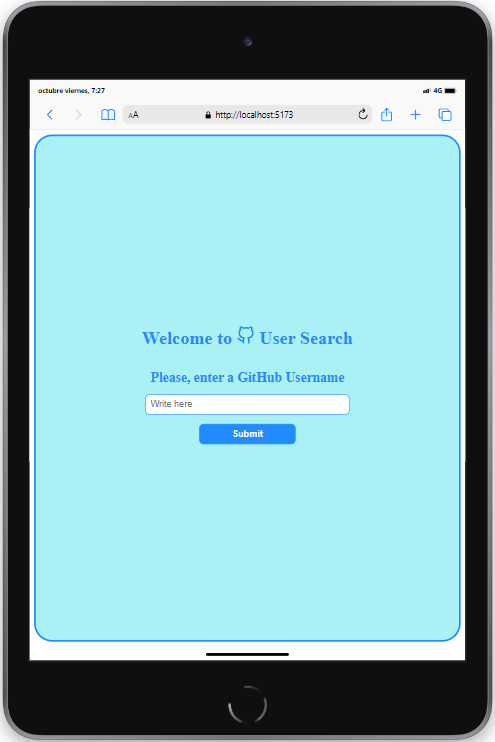 octubre viernes, 7:27
4G
AA
http://localhost:5173
Welcome to User Search
Please, enter a GitHub Username
Write here
Submit